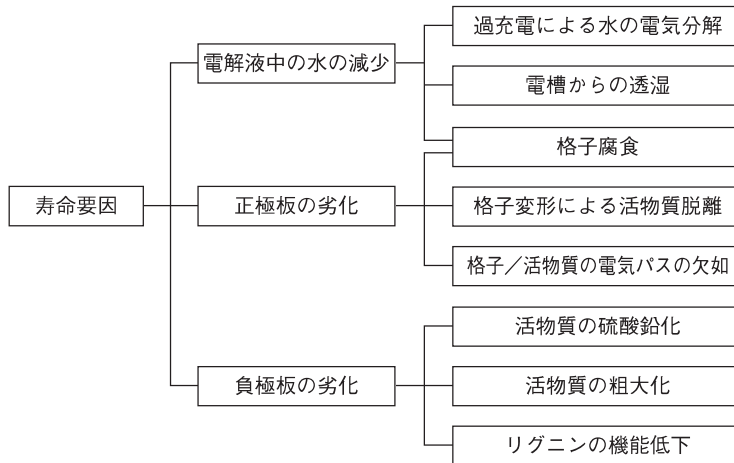 過充電による水の電気分解
電解液中の水の減少
電槽からの透湿
格子腐食
寿命要因
正極板の劣化
格子変形による活物質脱離
格子／活物質の電気パスの欠如
活物質の硫酸鉛化
負極板の劣化
活物質の粗大化
リグニンの機能低下